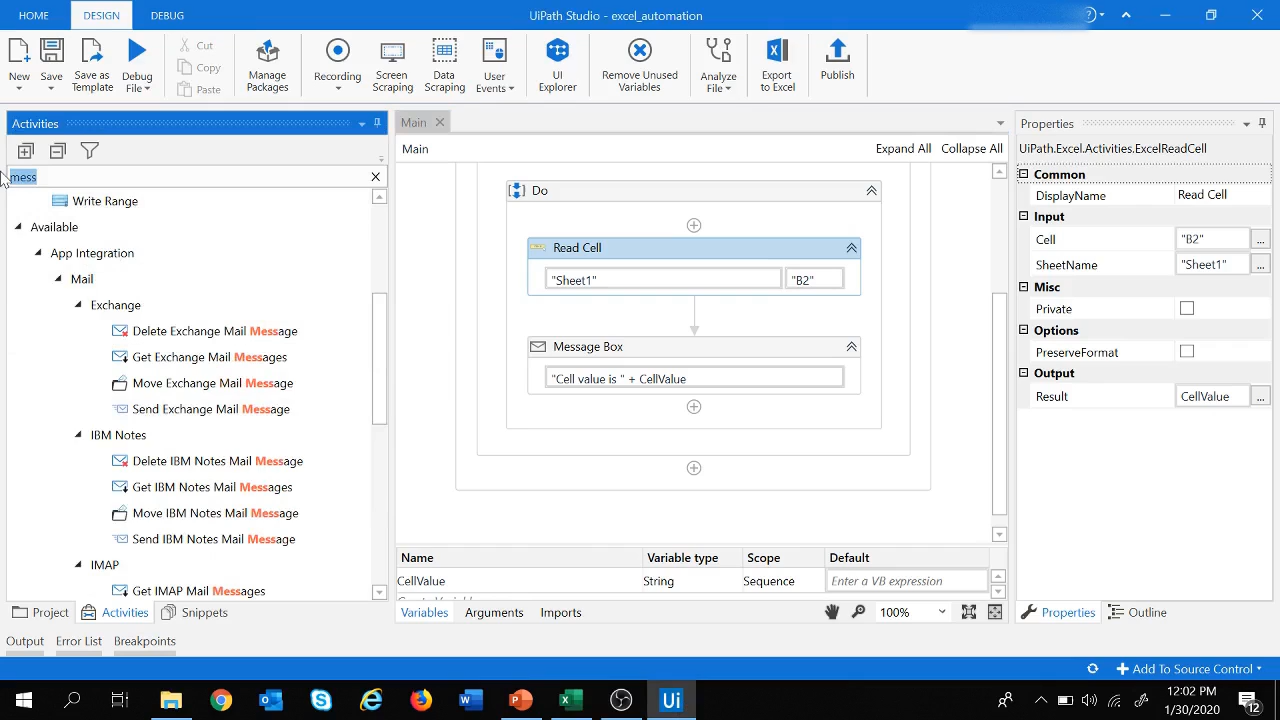 HOME DESIGN DEBUG UiPath Studio - excel_automation ?
New Save Save as Template Debug File Cut Copy Paste Manage Packages Recording Screen Scraping Data Scraping User Events UI Explorer Remove Unused Variables Analyze File Export to Excel Publish
Activities
mess
Write Range
Available
App Integration
Mail
Exchange
Delete Exchange Mail Message
Get Exchange Mail Messages
Move Exchange Mail Message
Send Exchange Mail Message
IBM Notes
Delete IBM Notes Mail Message
Get IBM Notes Mail Messages
Move IBM Notes Mail Message
Send IBM Notes Mail Message
IMAP
Get IMAP Mail Messages
Project Activities Snippets
Main
Main Expand All Collapse All
Do
Read Cell
"Sheet1" "B2"
Message Box
"Cell value is " + CellValue
Name Variable type Scope Default
CellValue String Sequence Enter a VB expression
Variables Arguments Imports 100%
Properties
UiPath.Excel.Activities.ExcelReadCell
Common
DisplayName Read Cell
Input
Cell "B2" ...
SheetName "Sheet1" ...
Misc
Private
Options
PreserveFormat
Output
Result CellValue ...
Properties Outline
Output Error List Breakpoints
Add To Source Control
Ui 12:02 PM
1/30/2020 12